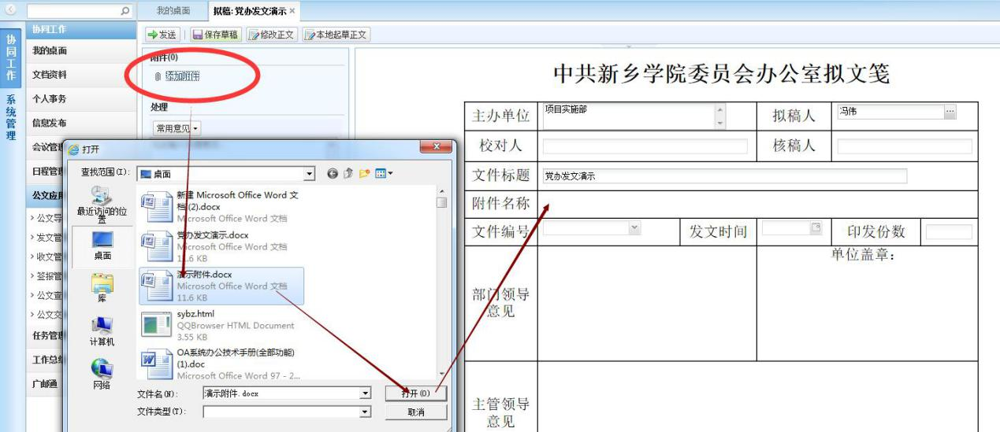 我的桌面
拟稿:党办发文演示
协同工作
系统管理
协同工作
我的桌面
文档资料
个人事务
信息发布
会议管理
日程管理
公文应用
公文导
发文管
收文管
签报管
公文查
公文交
任务管理
工作总结
广邮通
发送
保存草稿
修改正文
本地起草正文
附件(0)
添加附件
处理
常用意见
打开
查找范围(I):
桌面
最近访问的位置
桌面
库
计算机
网络
新建 Microsoft Office Word 文
档 (2).docx
Microsoft Office Word 文档
党办发文演示.docx
Microsoft Office Word 文档
11.6 KB
演示附件.docx
Microsoft Office Word 文档
11.6 KB
sybz.html
QQBrowser HTML Document
3.55 KB
OA系统办公技术手册(全部功能)
(1).doc
Microsoft Office Word 97 - 2...
文件名(N):
演示附件.docx
打开(O)
文件类型(T):
取消
中共新乡学院委员会办公室拟文笺
主办单位
项目实施部
拟稿人
冯伟
校对人
核稿人
文件标题
党办发文演示
附件名称
文件编号
发文时间
印发份数
单位盖章：
部门领导
意见
主管领导
意见